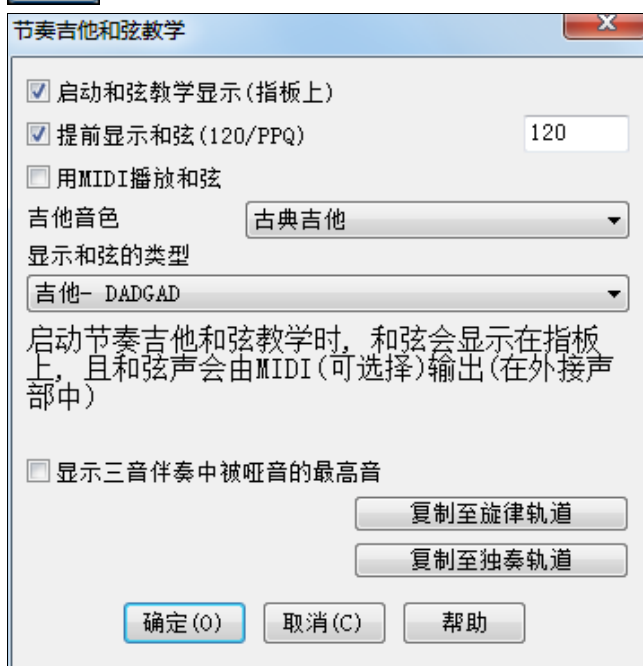 节奏吉他和弦教学
启动和弦教学显示(指板上)
提前显示和弦(120/PPQ) 120
用MIDI播放和弦
吉他音色 古典吉他
显示和弦的类型
吉他- DADGAD
启动节奏吉他和弦教学时, 和弦会显示在指板
上, 且和弦声会由MIDI(可选择)输出(在外接声
部中)
显示三音伴奏中被哑音的最高音
复制至旋律轨道
复制至独奏轨道
确定(O) 取消(C) 帮助